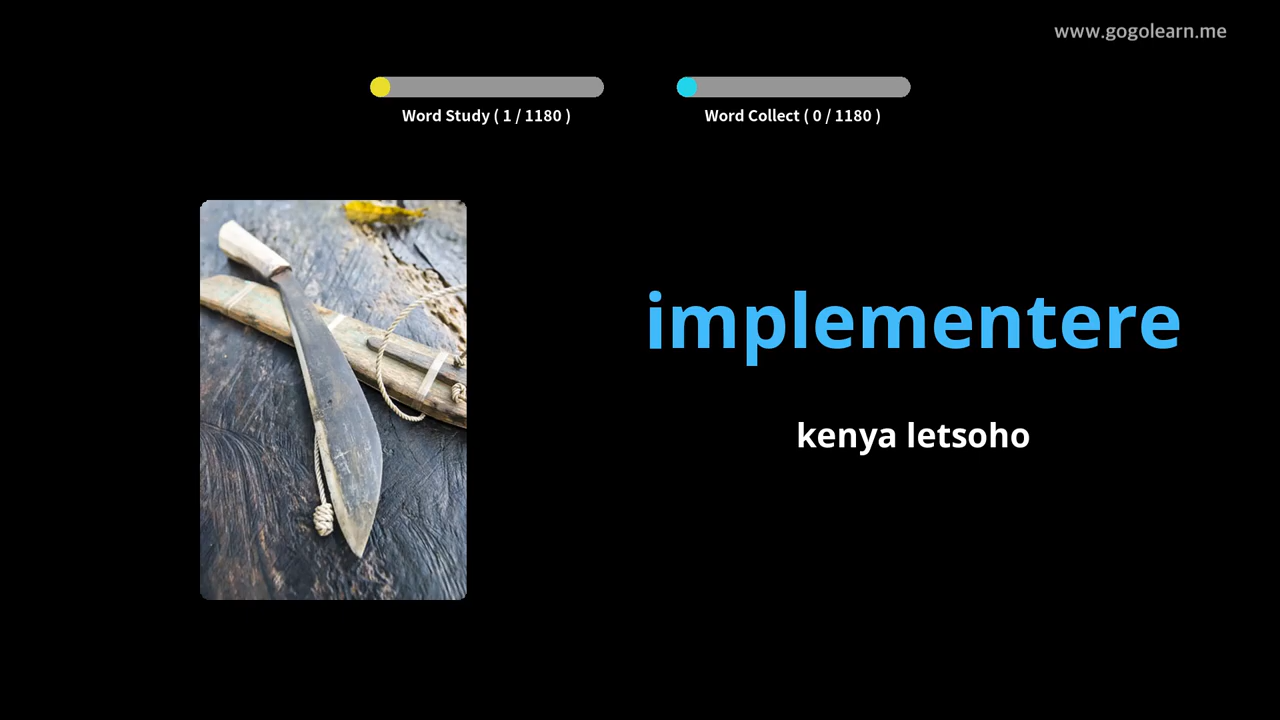 www.gogolearn.me
Word Study ( 1 / 1180 )
Word Collect ( 0 / 1180 )
implementere
kenya letsoho